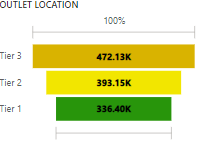 OUTLET LOCATION
100%
Tier 3 472.13K
Tier 2 393.15K
Tier 1 336.40K